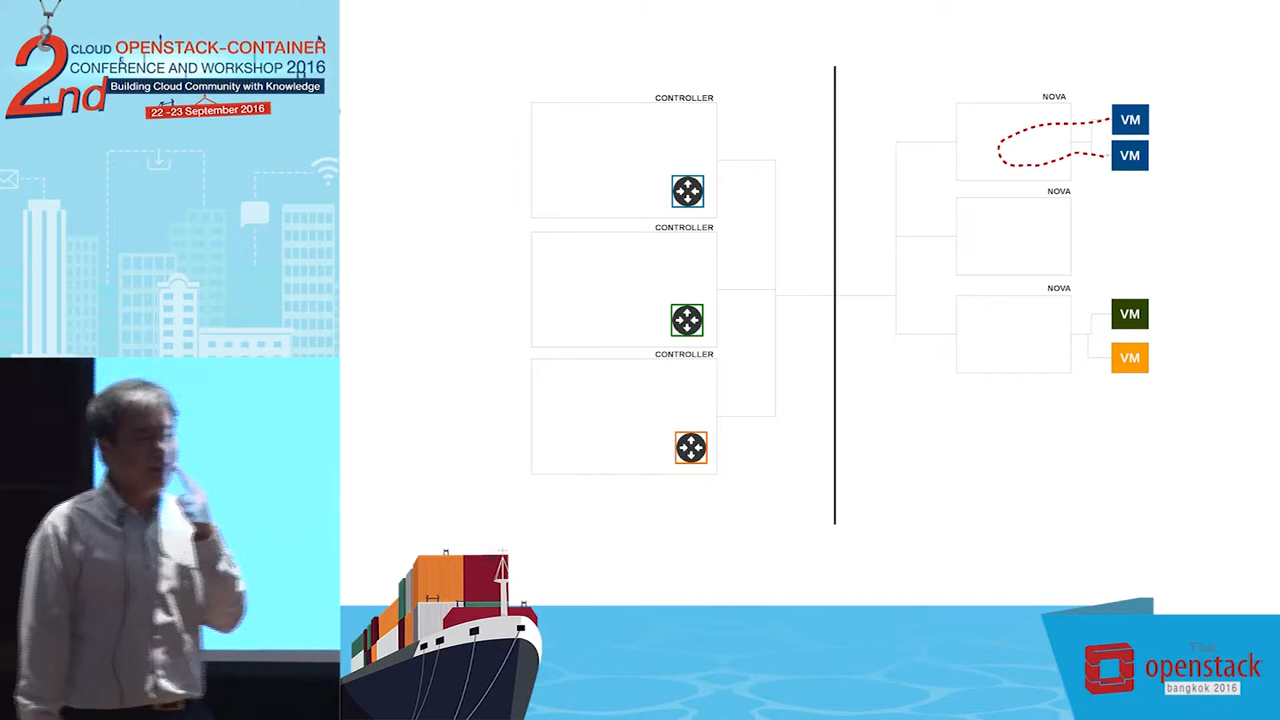 2nd
CLOUD OPENSTACK-CONTAINER
CONFERENCE AND WORKSHOP 2016
Building Cloud Community with Knowledge
22 -23 September 2016
CONTROLLER
CONTROLLER
CONTROLLER
NOVA
VM
VM
NOVA
NOVA
VM
VM
openstack
bangkok 2016